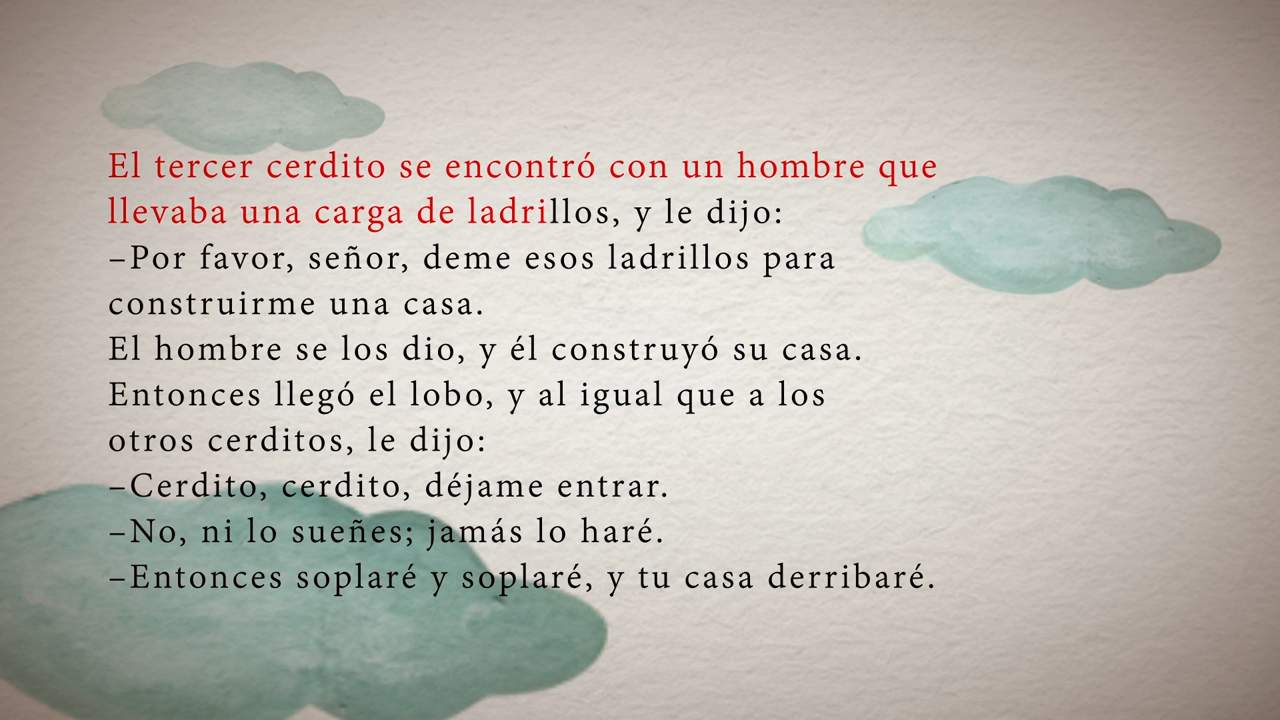 El tercer cerdito se encontró con un hombre que
llevaba una carga de ladrillos, y le dijo:
–Por favor, señor, deme esos ladrillos para
construirme una casa.
El hombre se los dio, y él construyó su casa.
Entonces llegó el lobo, y al igual que a los
otros cerditos, le dijo:
–Cerdito, cerdito, déjame entrar.
–No, ni lo sueñes; jamás lo haré.
–Entonces soplaré y soplaré, y tu casa derribaré.